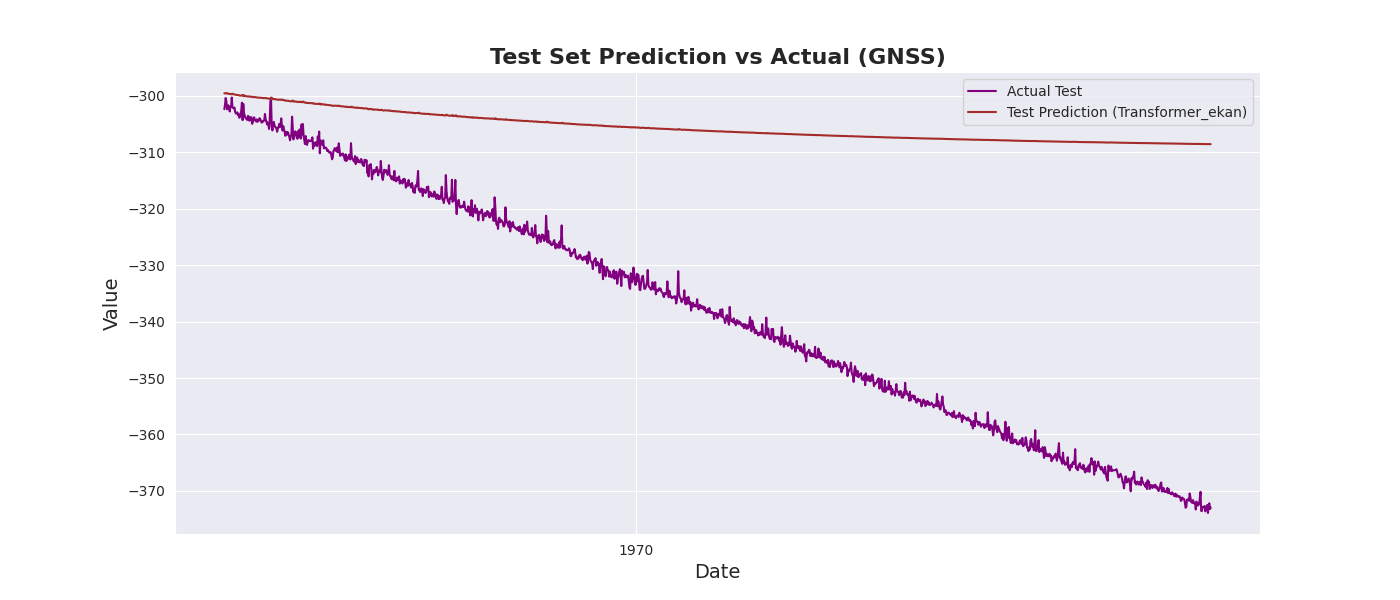 Test Set Prediction vs Actual (GNSS)
Actual Test
Test Prediction (Transformer_ekan)
Value
−300
−310
−320
−330
−340
−350
−360
−370
1970
Date